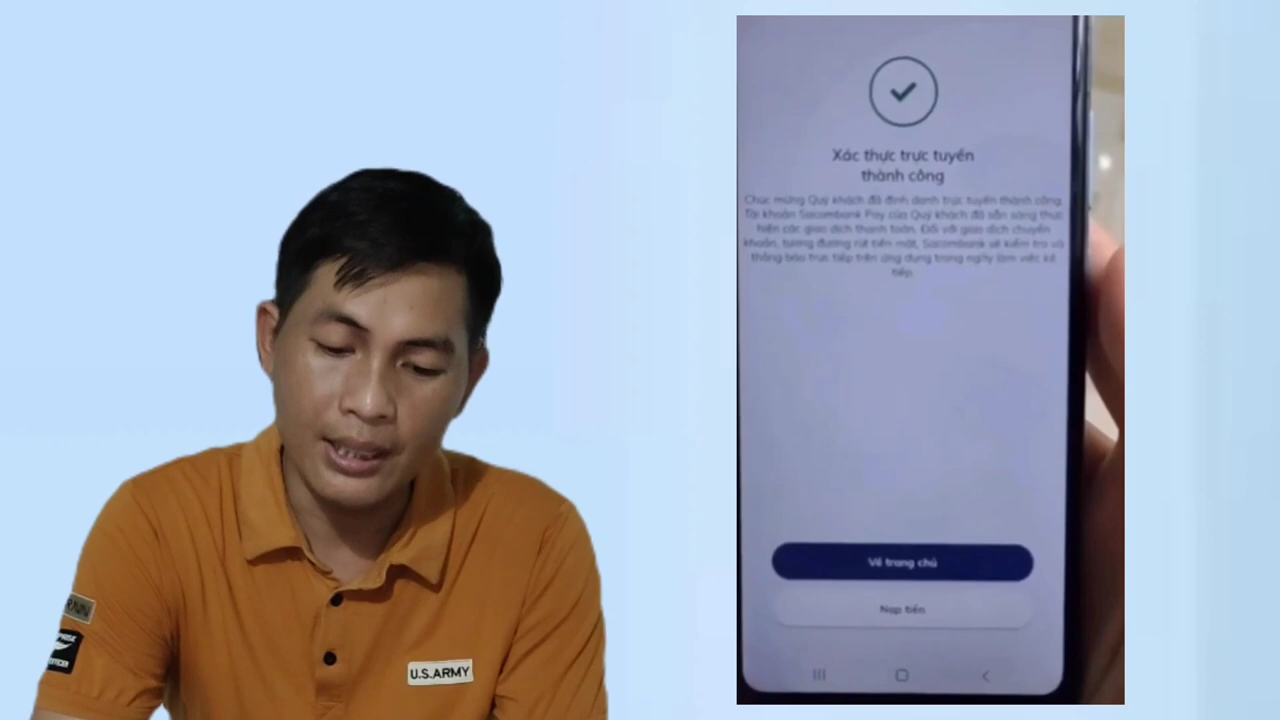 Xác thực trực tuyến
thành công
Chúc mừng Quý khách đã định danh trực tuyến thành công.
Tài khoản Sacombank Pay của Quý khách đã sẵn sàng thực
hiện các giao dịch thanh toán. Đối với giao dịch chuyển
khoản, tương đương rút tiền mặt, Sacombank sẽ kiểm tra và
thông báo trực tiếp trên ứng dụng trong ngày làm việc kế
tiếp.
Về trang chủ
Nạp tiền
U.S.ARMY